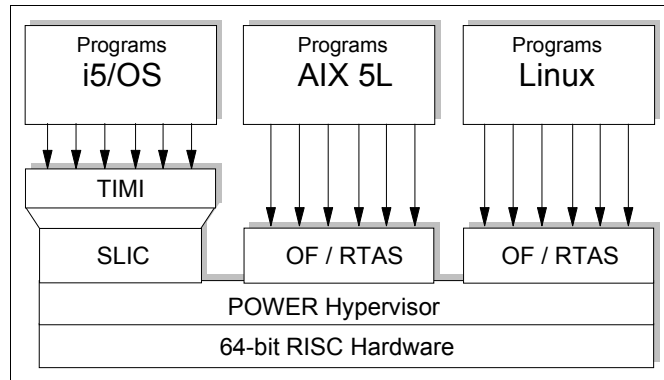 Programs
i5/OS
Programs
AIX 5L
Programs
Linux
TIMI
SLIC
OF / RTAS
OF / RTAS
POWER Hypervisor
64-bit RISC Hardware